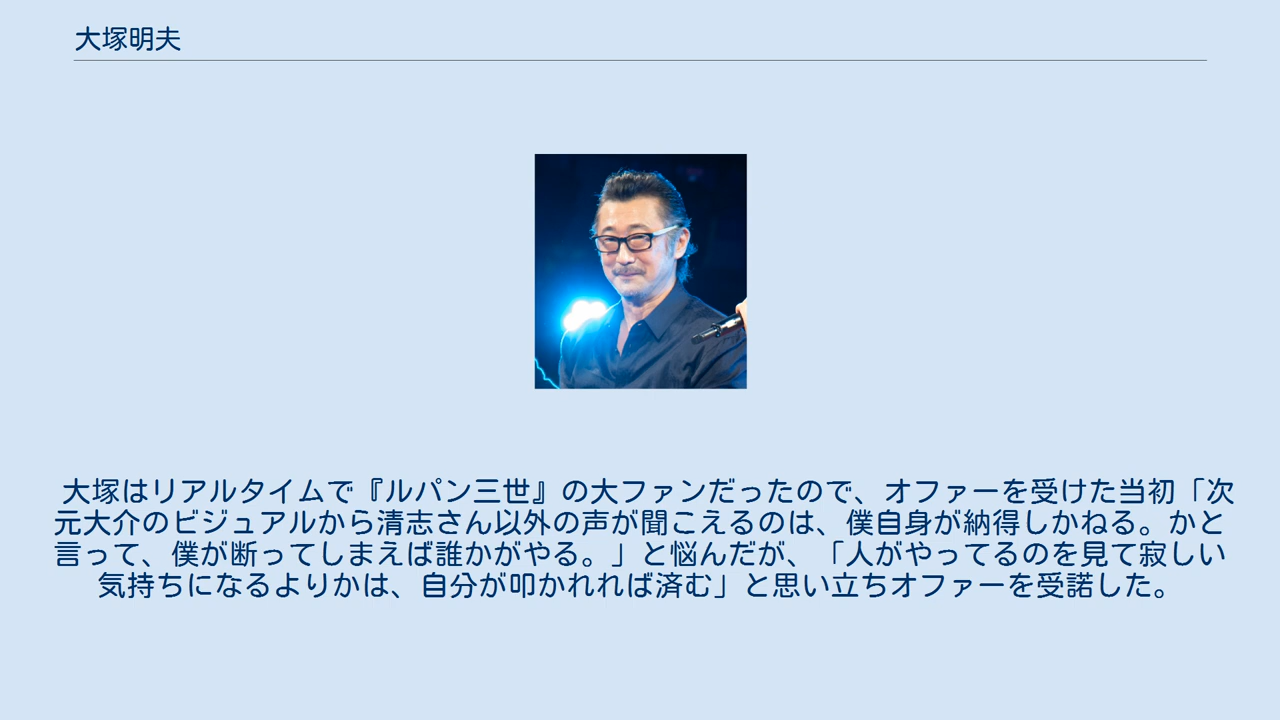 大塚明夫
大塚はリアルタイムで『ルパン三世』の大ファンだったので、オファーを受けた当初「次
元大介のビジュアルから清志さん以外の声が聞こえるのは、僕自身が納得しかねる。かと
言って、僕が断ってしまえば誰かがやる。」と悩んだが、「人がやってるのを見て寂しい
気持ちになるよりかは、自分が叩かれれば済む」と思い立ちオファーを受諾した。